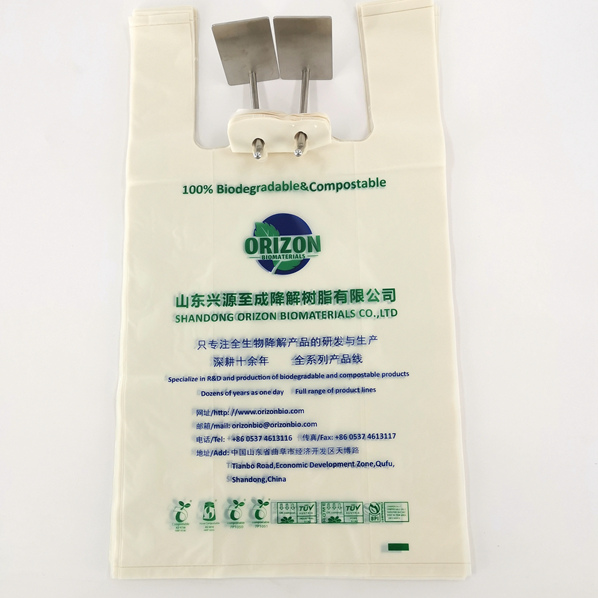 100% Biodegradable&Compostable
ORIZON
BIOMATERIALS
山东兴源至成降解树脂有限公司
SHANDONG ORIZON BIOMATERIALS CO.,LTD
只专注全生物降解产品的研发与生产
深耕十余年 全系列产品线
Specialize in R&D and production of biodegradable and compostable products
Dozens of years as one day Full range of product lines
网址/http: //www.orizonbio.com
邮箱/mail: orizonbio@orizonbio.com
电话/Tel: +86 0537 4613116 传真/Fax: +86 0537 4613117
地址/Add: 中国山东省曲阜市经济开发区天博路
Tianbo Road,Economic Development Zone,Qufu,
Shandong,China
TÜV TÜV